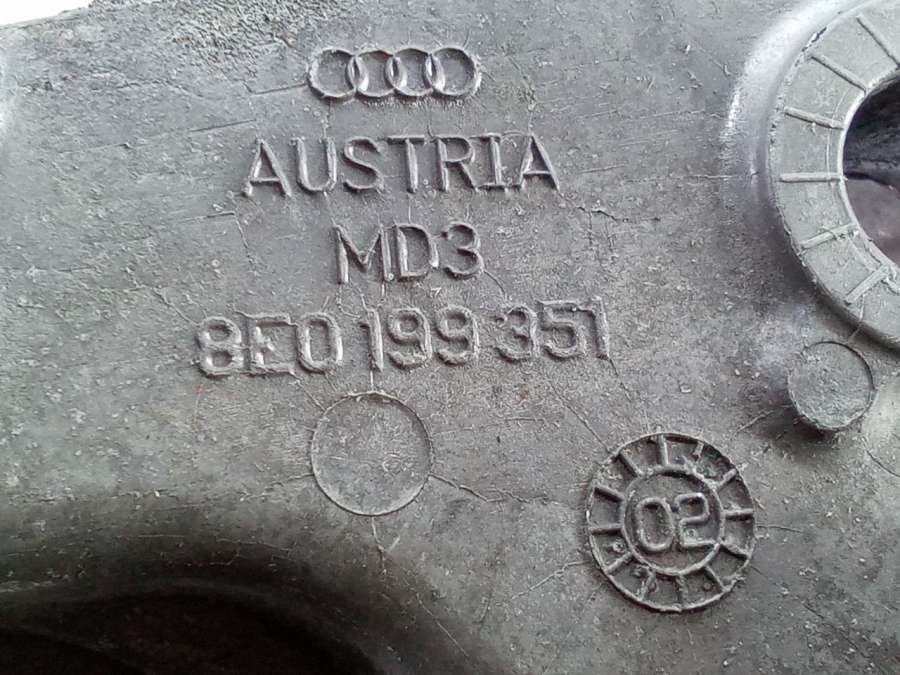 AUSTRIA
MD3
8E0 199 351
02